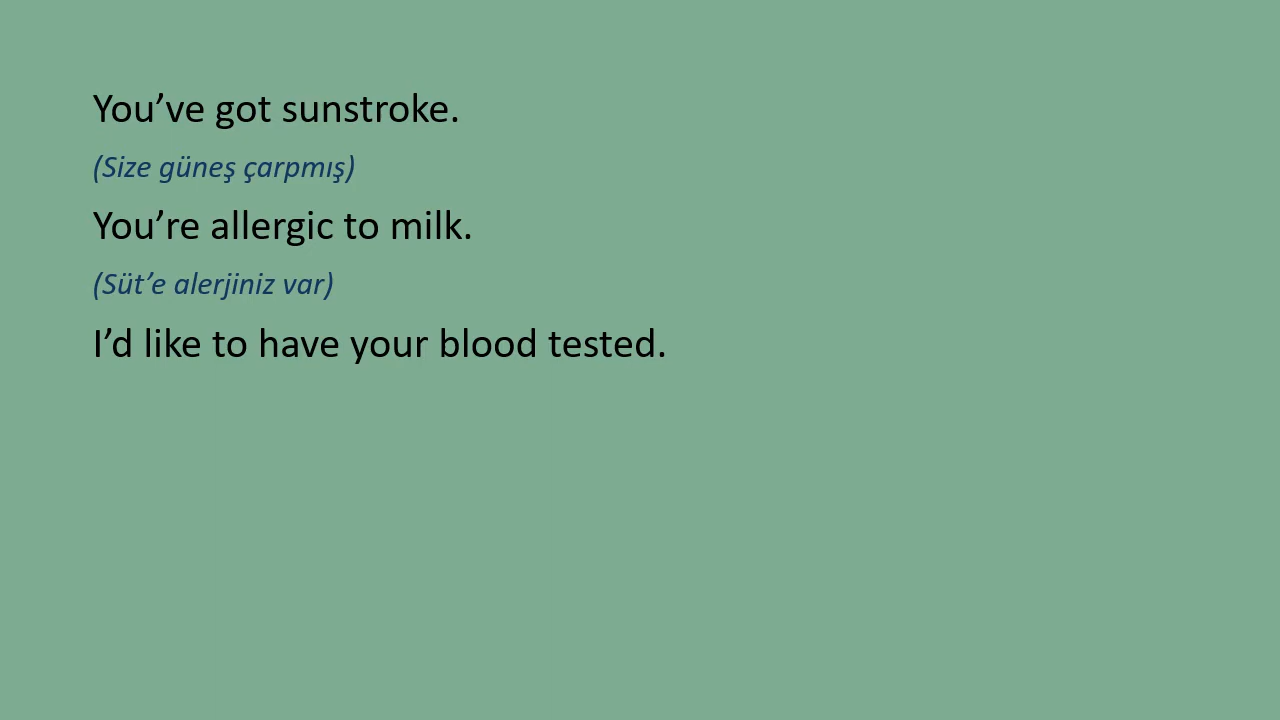 You’ve got sunstroke.
(Size güneş çarpmış)
You’re allergic to milk.
(Süt’e alerjiniz var)
I’d like to have your blood tested.